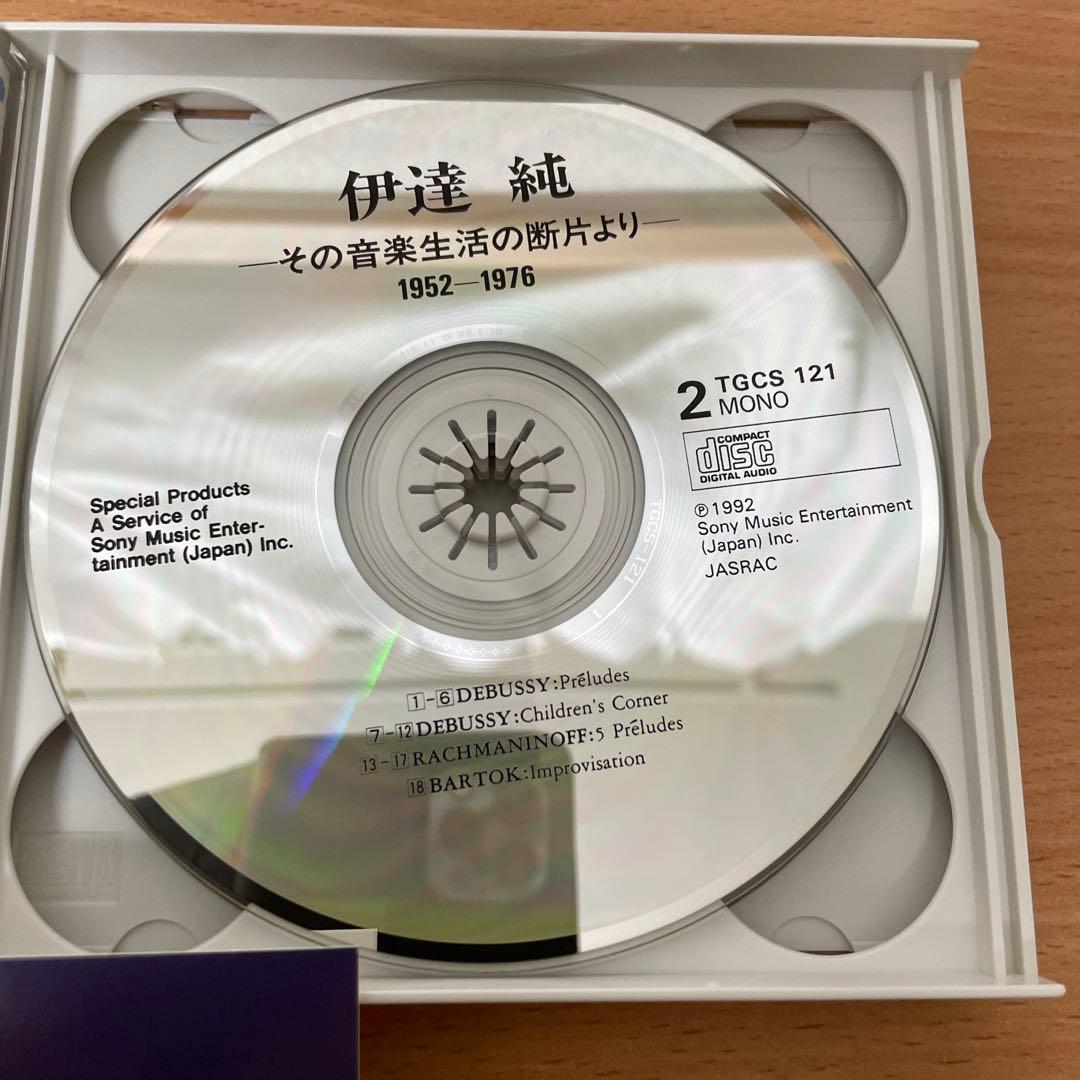 伊達 純
—その音楽生活の断片より—
1952—1976
2 TGCS 121
MONO
COMPACT
disc
DIGITAL AUDIO
Ⓟ1992
Sony Music Entertainment
(Japan) Inc.
JASRAC
Special Products
A Service of
Sony Music Enter-
tainment (Japan) Inc.
TGCS-121 1
1-6 DEBUSSY:Préludes
7-12 DEBUSSY:Children's Corner
13-17 RACHMANINOFF:5 Préludes
18 BARTOK:Improvisation